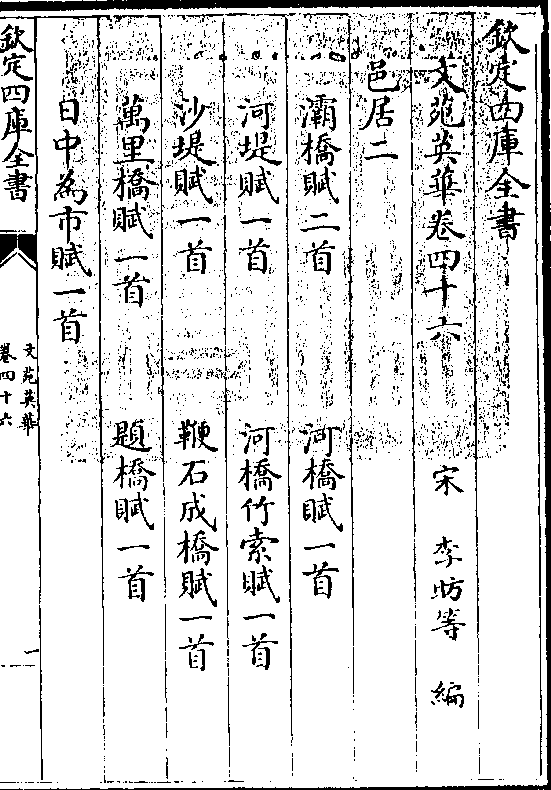 欽定四庫全書
文苑英華卷四十六
宋 李昉等 編
邑居二
灞橋賦二首 河橋賦一首
河堤賦一首 河橋竹索賦一首
沙堤賦一首 鞭石成橋賦一首
萬里橋賦一首 題橋賦一首
日中為市賦一首
欽定四庫全書
文苑英華
卷四十六
一